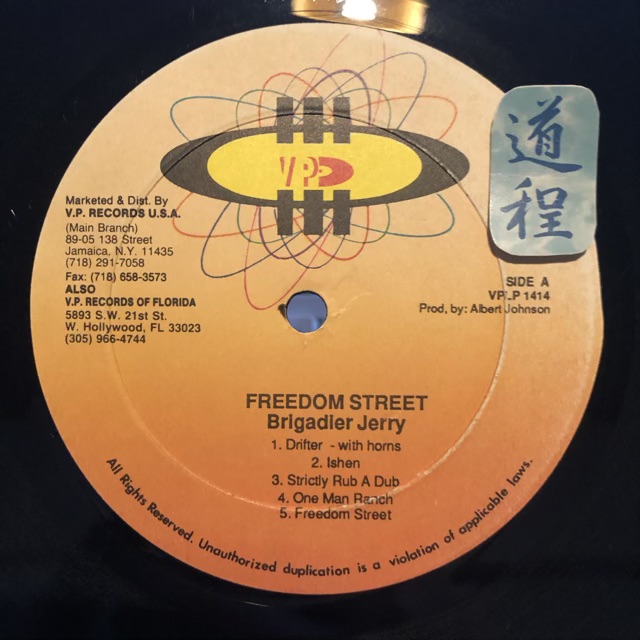 VP
道
程
Marketed & Dist. By
V.P. RECORDS U.S.A.
(Main Branch)
89-05 138 Street
Jamaica, N.Y. 11435
(718) 291-7058
Fax: (718) 658-3573
ALSO
V.P. RECORDS OF FLORIDA
5893 S.W. 21st St.
W. Hollywood, FL 33023
(305) 966-4744
SIDE A
VPLP 1414
Prod, by: Albert Johnson
FREEDOM STREET
Brigadier Jerry
1. Drifter - with horns
2. Ishen
3. Strictly Rub A Dub
4. One Man Ranch
5. Freedom Street
All Rights Reserved. Unauthorized duplication is a violation of applicable laws.